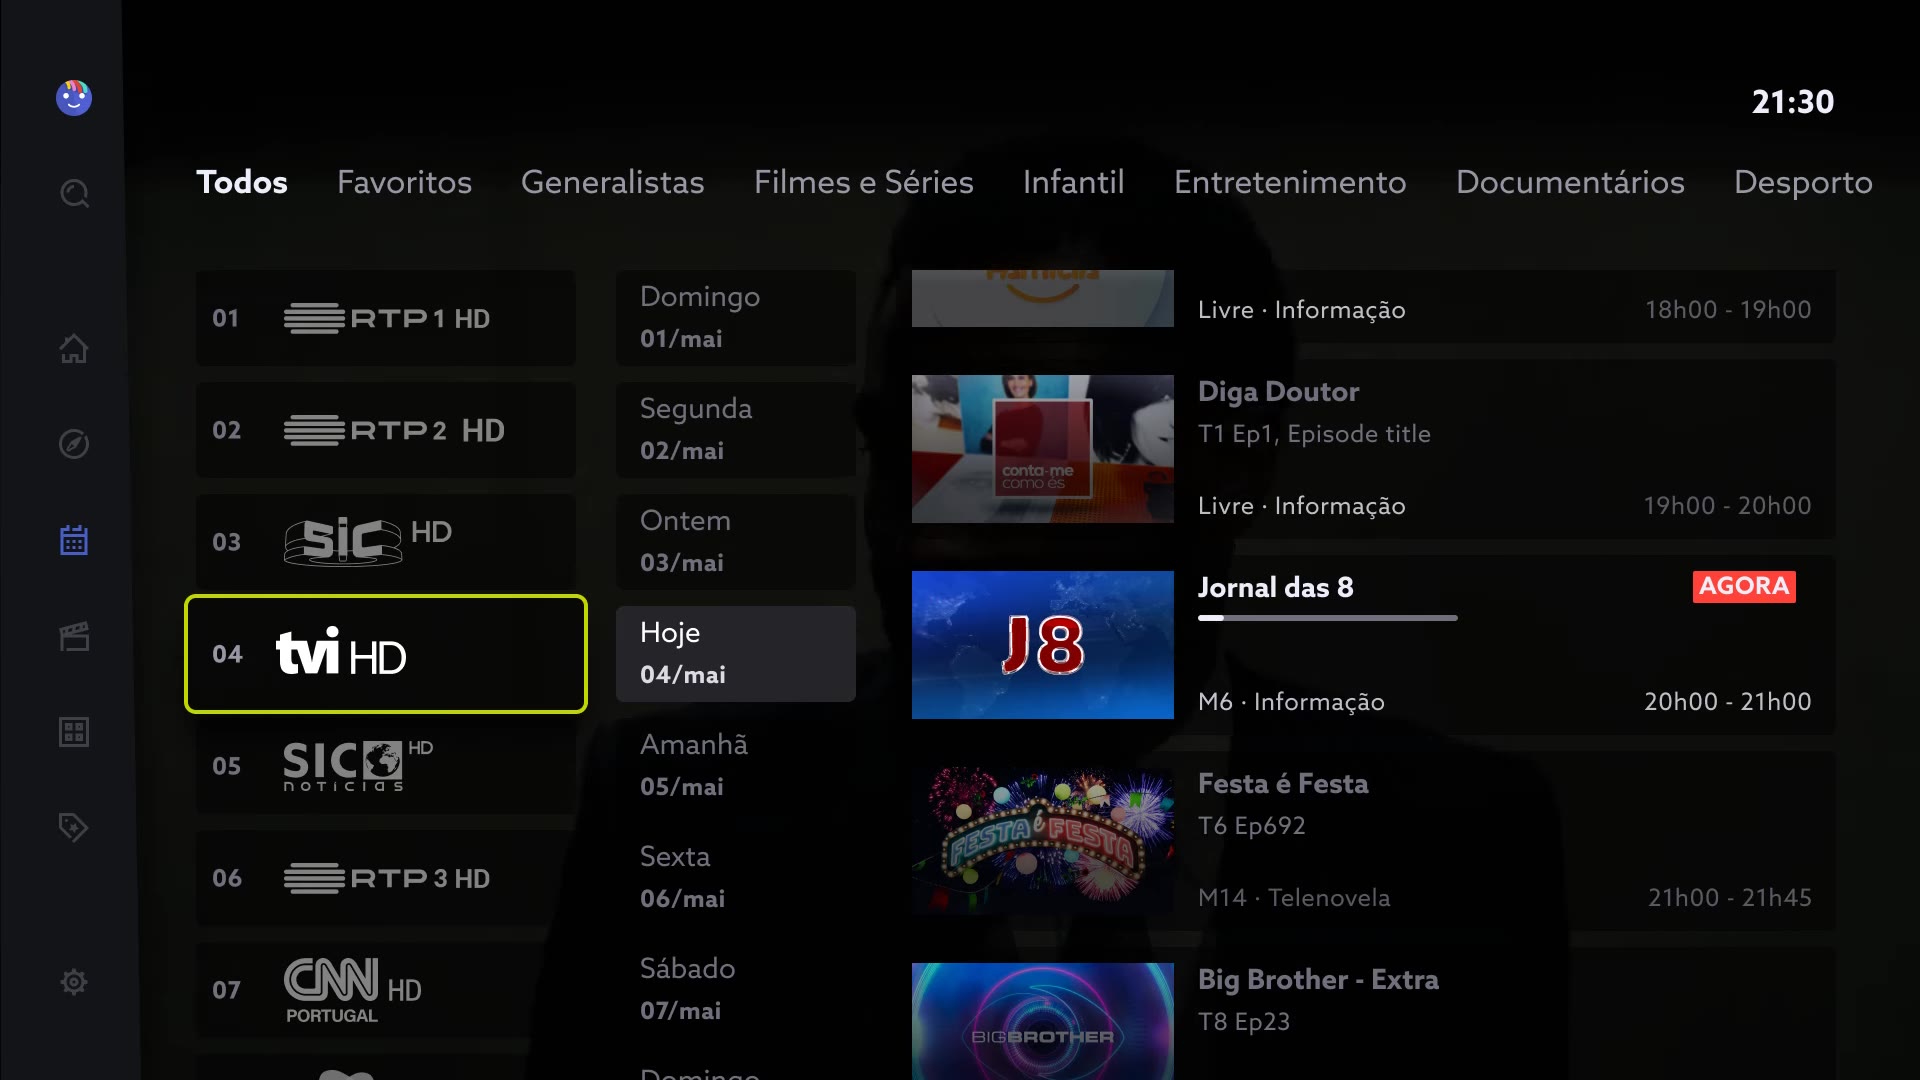 21:30
Todos Favoritos Generalistas Filmes e Séries Infantil Entretenimento Documentários Desporto
01 RTP 1 HD
02 RTP 2 HD
03 SIC HD
04 tvi HD
05 SIC notícias HD
06 RTP 3 HD
07 CNN PORTUGAL HD
Domingo
01/mai
Segunda
02/mai
Ontem
03/mai
Hoje
04/mai
Amanhã
05/mai
Sexta
06/mai
Sábado
07/mai
Domingo
Livre · Informação
18h00 - 19h00
conta-me
como és
Diga Doutor
T1 Ep1, Episode title
Livre · Informação
19h00 - 20h00
J8
Jornal das 8
AGORA
M6 · Informação
20h00 - 21h00
FESTA é FESTA
Festa é Festa
T6 Ep692
M14 · Telenovela
21h00 - 21h45
BIGBROTHER
Big Brother - Extra
T8 Ep23